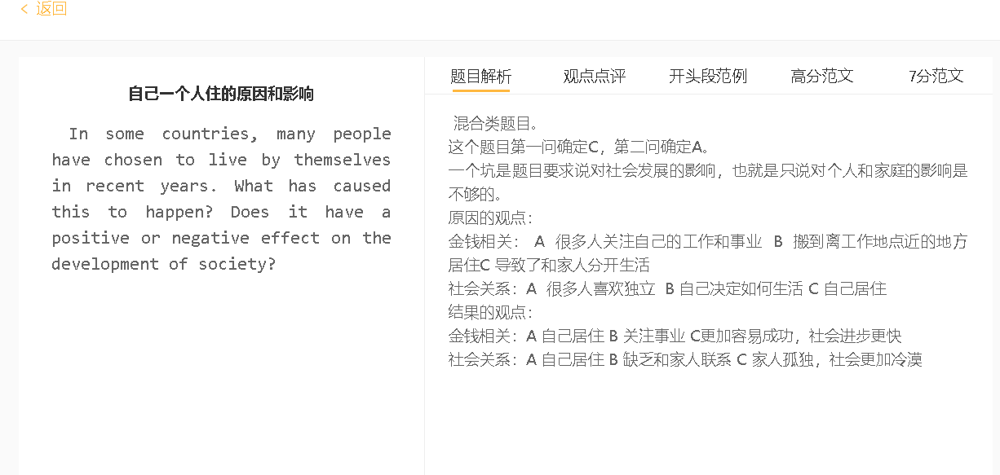 < 返回
自己一个人住的原因和影响
In some countries, many people
have chosen to live by themselves
in recent years. What has caused
this to happen? Does it have a
positive or negative effect on the
development of society?
题目解析 观点点评 开头段范例 高分范文 7分范文
混合类题目。
这个题目第一问确定C，第二问确定A。
一个坑是题目要求说对社会发展的影响，也就是只说对个人和家庭的影响是
不够的。
原因的观点：
金钱相关： A 很多人关注自己的工作和事业 B 搬到离工作地点近的地方
居住C 导致了和家人分开生活
社会关系：A 很多人喜欢独立 B 自己决定如何生活 C 自己居住
结果的观点：
金钱相关：A 自己居住 B 关注事业 C更加容易成功，社会进步更快
社会关系：A 自己居住 B 缺乏和家人联系 C 家人孤独，社会更加冷漠